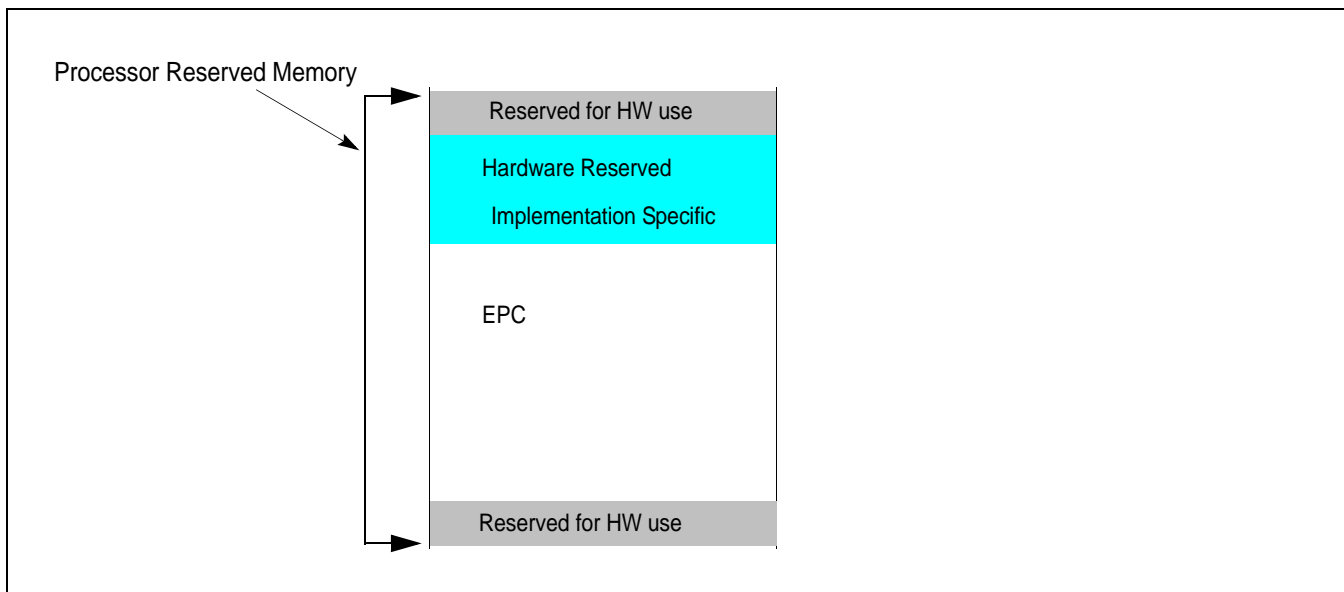 Processor Reserved Memory
Reserved for HW use
Hardware Reserved
Implementation Specific
EPC
Reserved for HW use